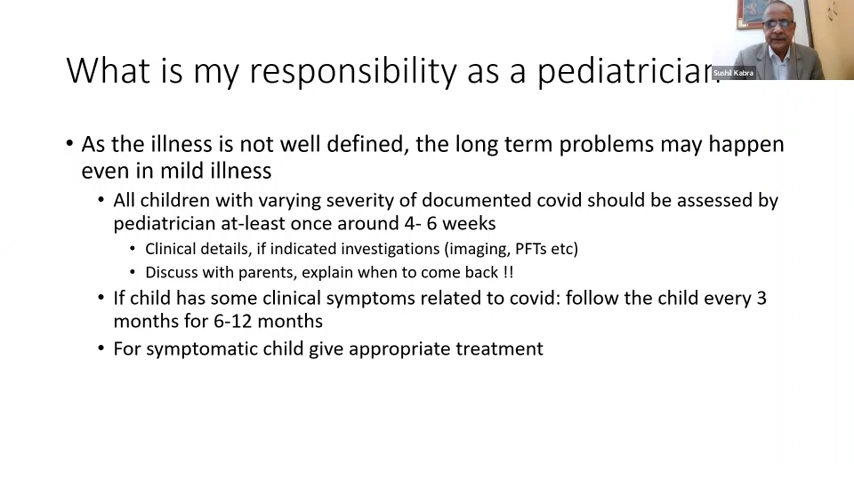 What is my responsibility as a pediatrician
Sushil Kabra
• As the illness is not well defined, the long term problems may happen
even in mild illness
• All children with varying severity of documented covid should be assessed by
pediatrician at-least once around 4- 6 weeks
• Clinical details, if indicated investigations (imaging, PFTs etc)
• Discuss with parents, explain when to come back !!
• If child has some clinical symptoms related to covid: follow the child every 3
months for 6-12 months
• For symptomatic child give appropriate treatment